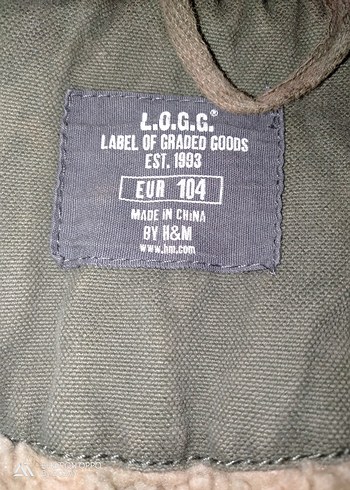 L.O.G.G.®
LABEL OF GRADED GOODS
EST. 1993
EUR 104
MADE IN CHINA
BY H&M
www.hm.com